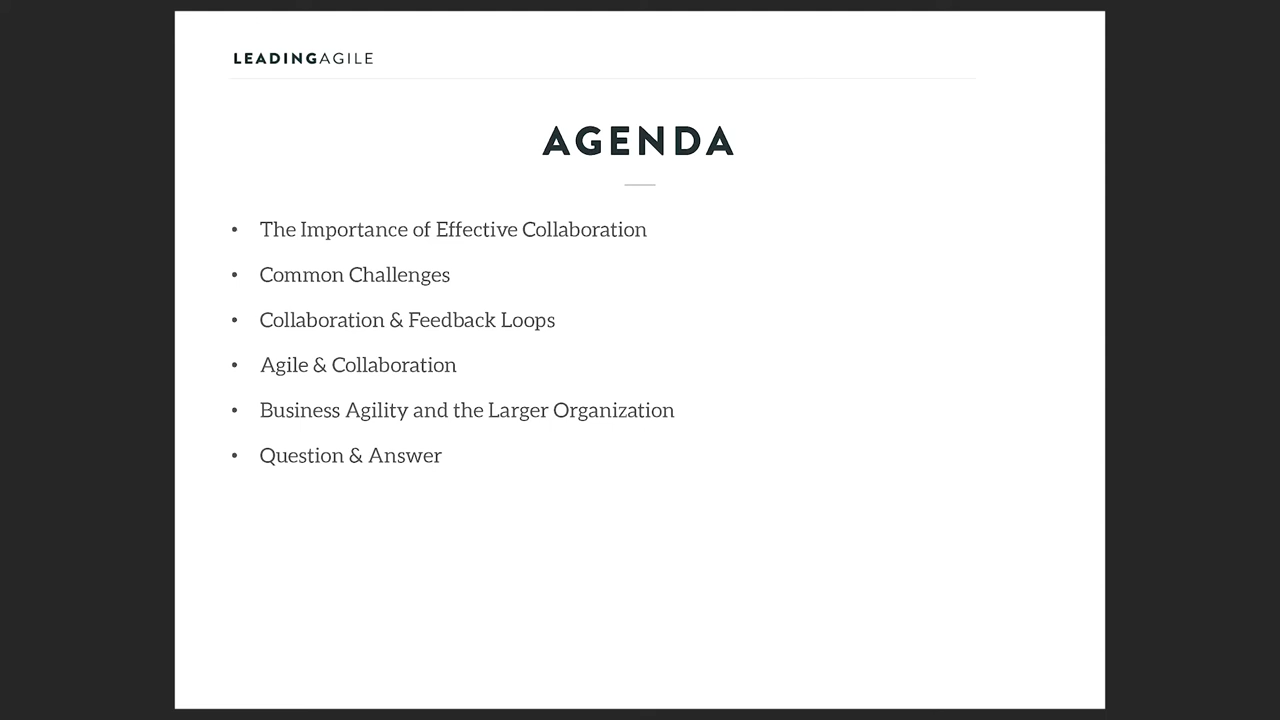 LEADINGAGILE
AGENDA
• The Importance of Effective Collaboration
• Common Challenges
• Collaboration & Feedback Loops
• Agile & Collaboration
• Business Agility and the Larger Organization
• Question & Answer